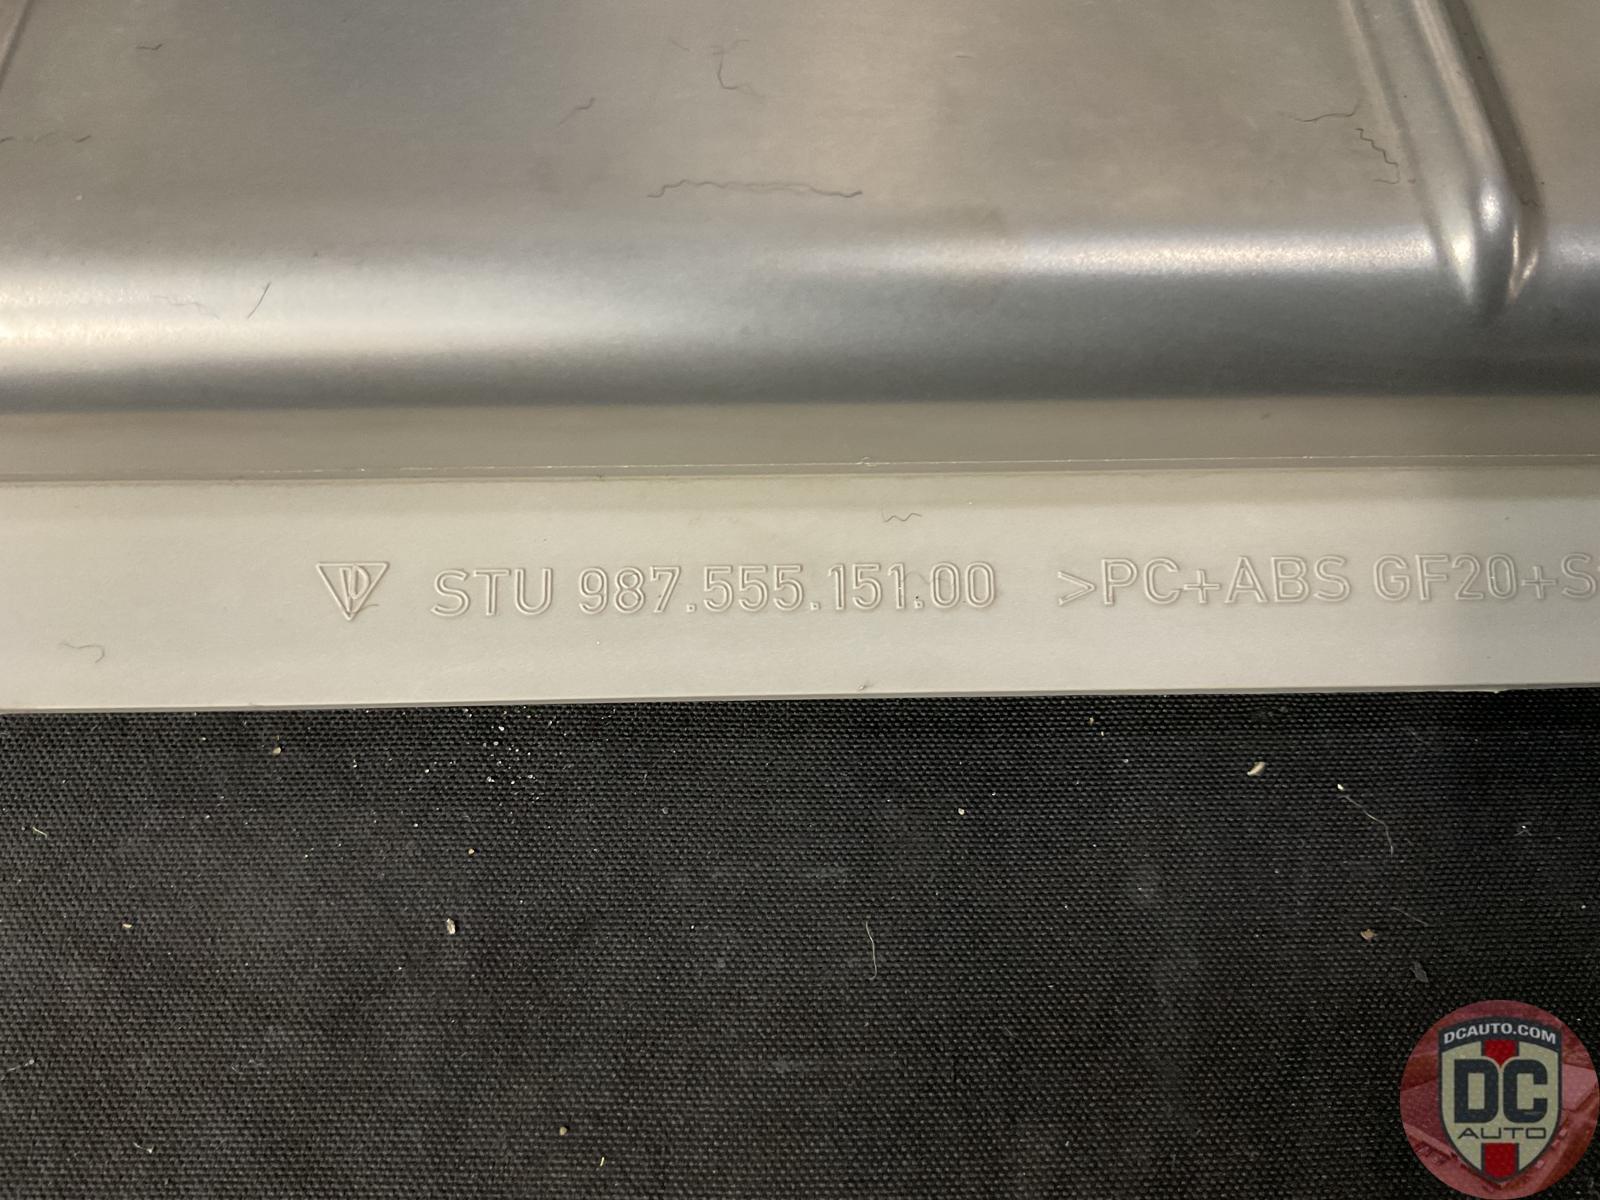 STU 987.555.151.00 >PC+ABS GF20+S
DCAUTO.COM
DC
AUTO